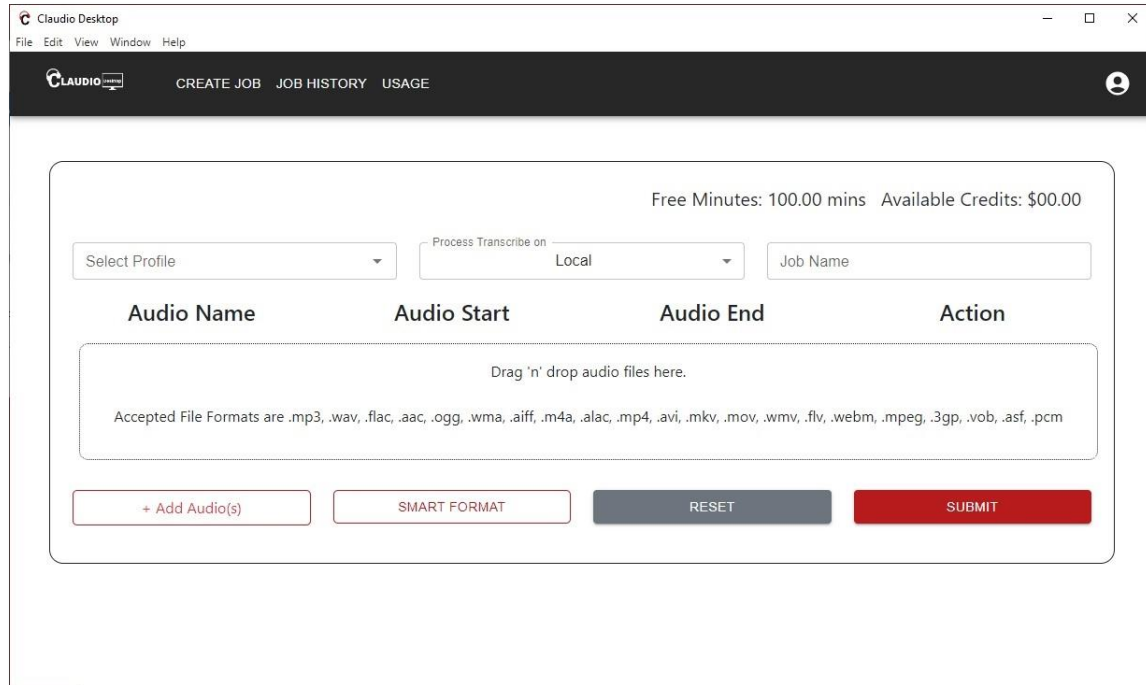 Claudio Desktop
File Edit View Window Help
CLAUDIO Desktop CREATE JOB JOB HISTORY USAGE
Free Minutes: 100.00 mins Available Credits: $00.00
Process Transcribe on
Select Profile Local Job Name
Audio Name Audio Start Audio End Action
Drag 'n' drop audio files here.
Accepted File Formats are .mp3, .wav, .flac, .aac, .ogg, .wma, .aiff, .m4a, .alac, .mp4, .avi, .mkv, .mov, .wmv, .flv, .webm, .mpeg, .3gp, .vob, .asf, .pcm
+ Add Audio(s) SMART FORMAT RESET SUBMIT